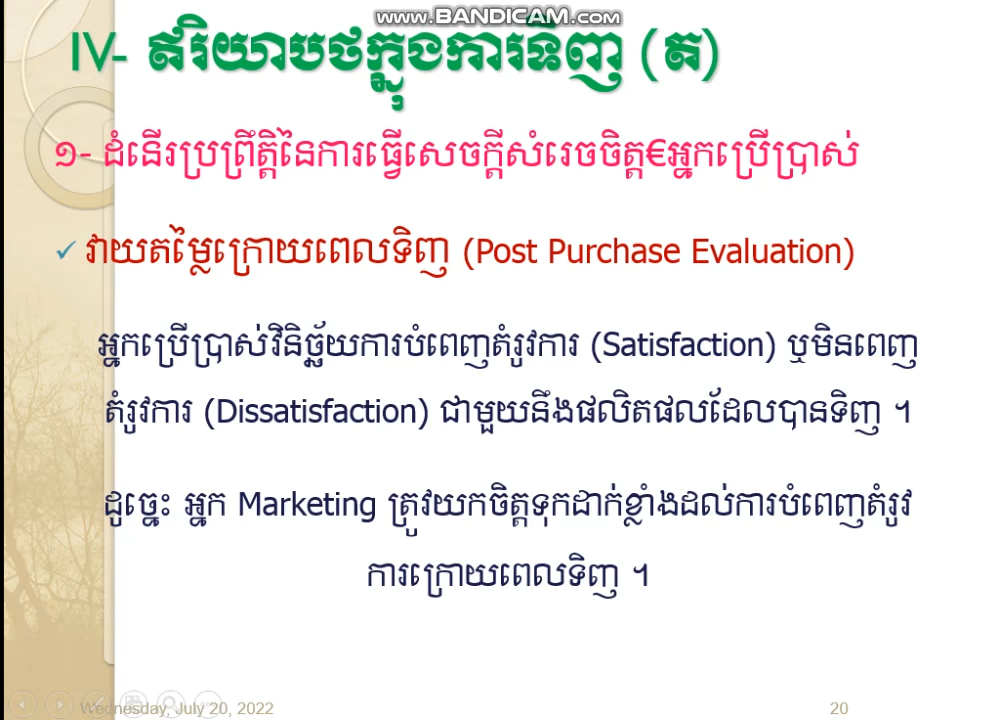 www.BANDICAM.com
IV- ឥរិយាបថក្នុងការទិញ (ត)
១- ដំនើរប្រព្រឹត្តិនៃការធ្វើសេចក្តីសំរេចចិត្ត€អ្នកប្រើប្រាស់
✓ វាយតម្លៃក្រោយពេលទិញ (Post Purchase Evaluation)
អ្នកប្រើប្រាស់វិនិច្ឆ័យការបំពេញតំរូវការ (Satisfaction) ឬមិនពេញ
តំរូវការ (Dissatisfaction) ជាមួយនឹងផលិតផលដែលបានទិញ ។
ដូច្នេះ អ្នក Marketing ត្រូវយកចិត្តទុកដាក់ខ្លាំងដល់ការបំពេញតំរូវ
ការក្រោយពេលទិញ ។
Wednesday, July 20, 2022
20